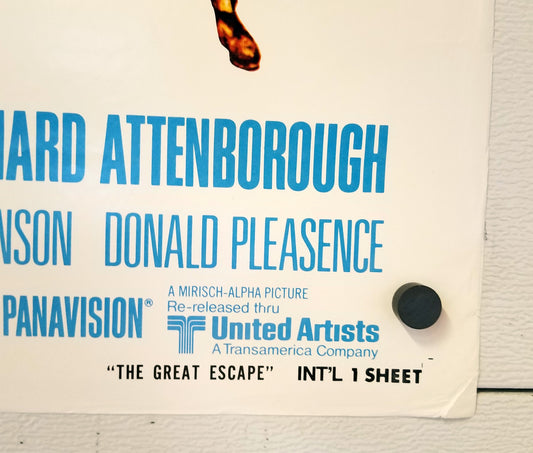 HARD ATTENBOROUGH
NSON DONALD PLEASENCE
PANAVISION®
A MIRISCH-ALPHA PICTURE
Re-released thru
United Artists
A Transamerica Company
"THE GREAT ESCAPE" INT'L 1 SHEET